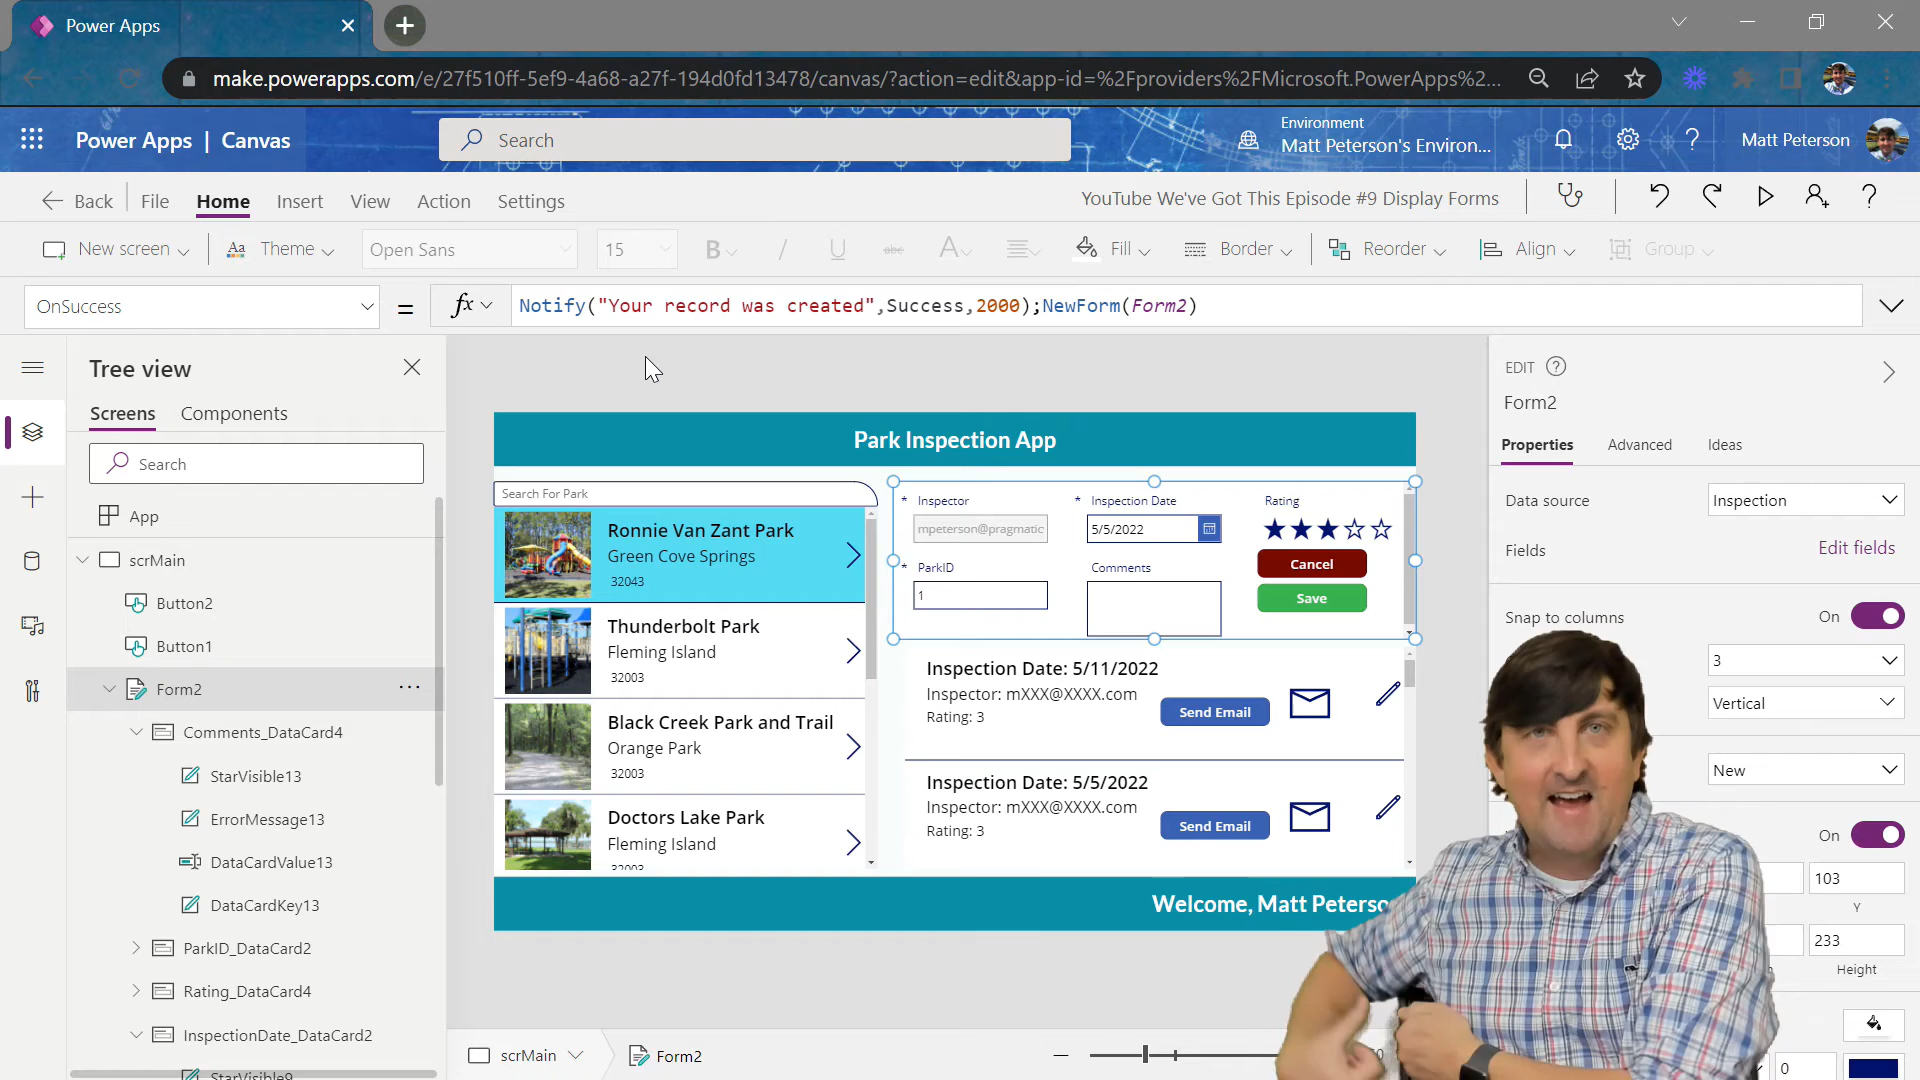 Power Apps
make.powerapps.com/e/27f510ff-5ef9-4a68-a27f-194d0fd13478/canvas/?action=edit&app-id=%2Fproviders%2FMicrosoft.PowerApps%2...
Power Apps | Canvas
Search
Environment
Matt Peterson's Environ...
Matt Peterson
Back
File
Home
Insert
View
Action
Settings
YouTube We've Got This Episode #9 Display Forms
New screen
Aa Theme
Open Sans
15
B
/
U
abc
A
Fill
Border
Reorder
Align
Group
OnSuccess
=
fx
Notify("Your record was created",Success,2000);NewForm(Form2)
Tree view
Screens
Components
Search
App
scrMain
Button2
Button1
Form2
...
Comments_DataCard4
StarVisible13
ErrorMessage13
DataCardValue13
DataCardKey13
ParkID_DataCard2
Rating_DataCard4
InspectionDate_DataCard2
StarVisible9
Park Inspection App
Search For Park
Ronnie Van Zant Park
Green Cove Springs
32043
Thunderbolt Park
Fleming Island
32003
Black Creek Park and Trail
Orange Park
32003
Doctors Lake Park
Fleming Island
32003
* Inspector
mpeterson@pragmatic
* Inspection Date
5/5/2022
Rating
* ParkID
1
Comments
Cancel
Save
Inspection Date: 5/11/2022
Inspector: mXXX@XXXX.com
Rating: 3
Send Email
Inspection Date: 5/5/2022
Inspector: mXXX@XXXX.com
Rating: 3
Send Email
Welcome, Matt Peterso
scrMain
Form2
EDIT
Form2
Properties
Advanced
Ideas
Data source
Inspection
Fields
Edit fields
Snap to columns
On
3
Vertical
New
On
103
Y
233
Height
0